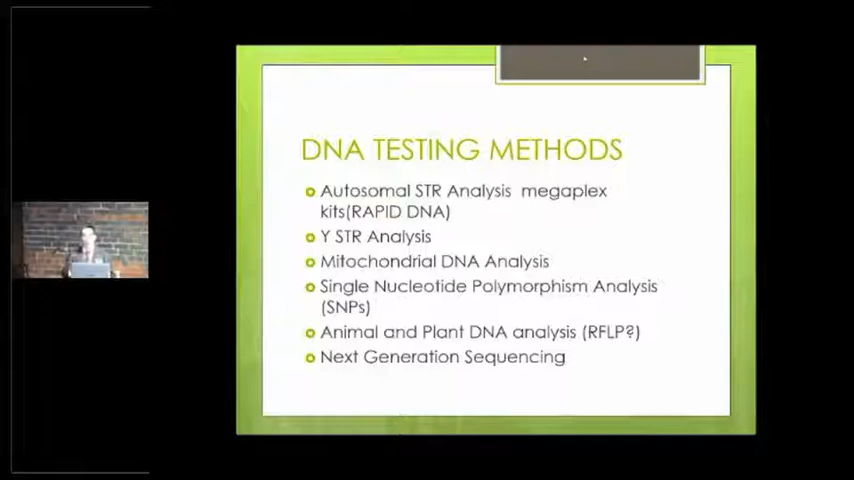 DNA TESTING METHODS
Autosomal STR Analysis megaplex
kits(RAPID DNA)
Y STR Analysis
Mitochondrial DNA Analysis
Single Nucleotide Polymorphism Analysis
(SNPs)
Animal and Plant DNA analysis (RFLP?)
Next Generation Sequencing